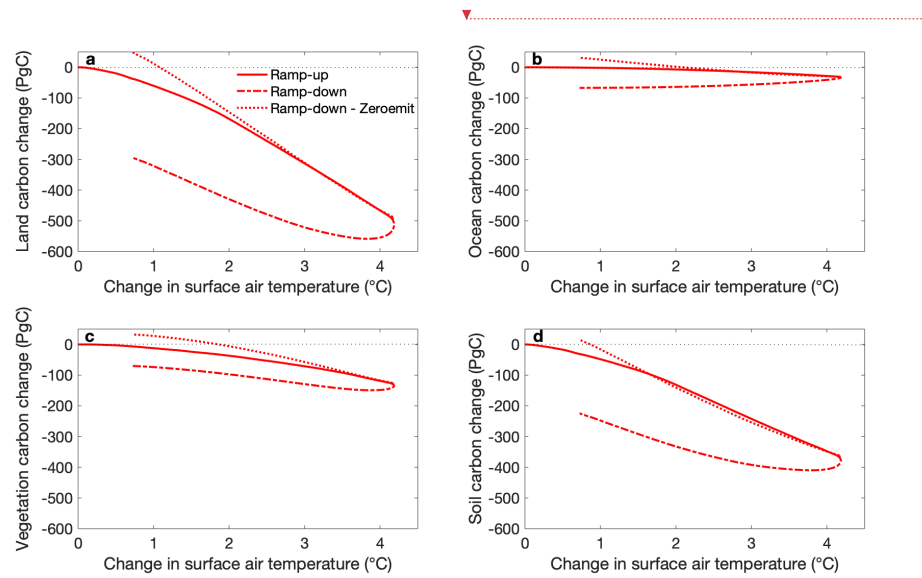 a
0
-100
-200
-300
-400
-500
-600
0 1 2 3 4
Land carbon change (PgC)
Change in surface air temperature (°C)
Ramp-up
Ramp-down
Ramp-down - Zeroemit
b
0
-100
-200
-300
-400
-500
-600
0 1 2 3 4
Ocean carbon change (PgC)
Change in surface air temperature (°C)
c
0
-100
-200
-300
-400
-500
-600
0 1 2 3 4
Vegetation carbon change (PgC)
Change in surface air temperature (°C)
d
0
-100
-200
-300
-400
-500
-600
0 1 2 3 4
Soil carbon change (PgC)
Change in surface air temperature (°C)